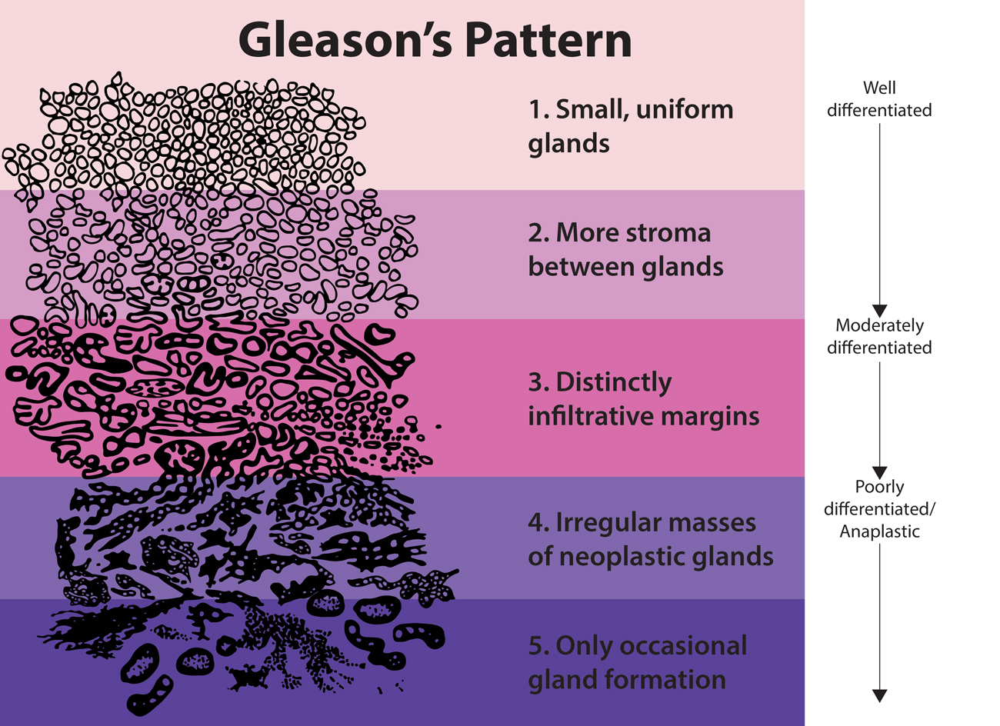 Gleason’s Pattern
1. Small, uniform
glands
2. More stroma
between glands
3. Distinctly
infiltrative margins
4. Irregular masses
of neoplastic glands
5. Only occasional
gland formation
Well
differentiated
Moderately
differentiated
Poorly
differentiated/
Anaplastic